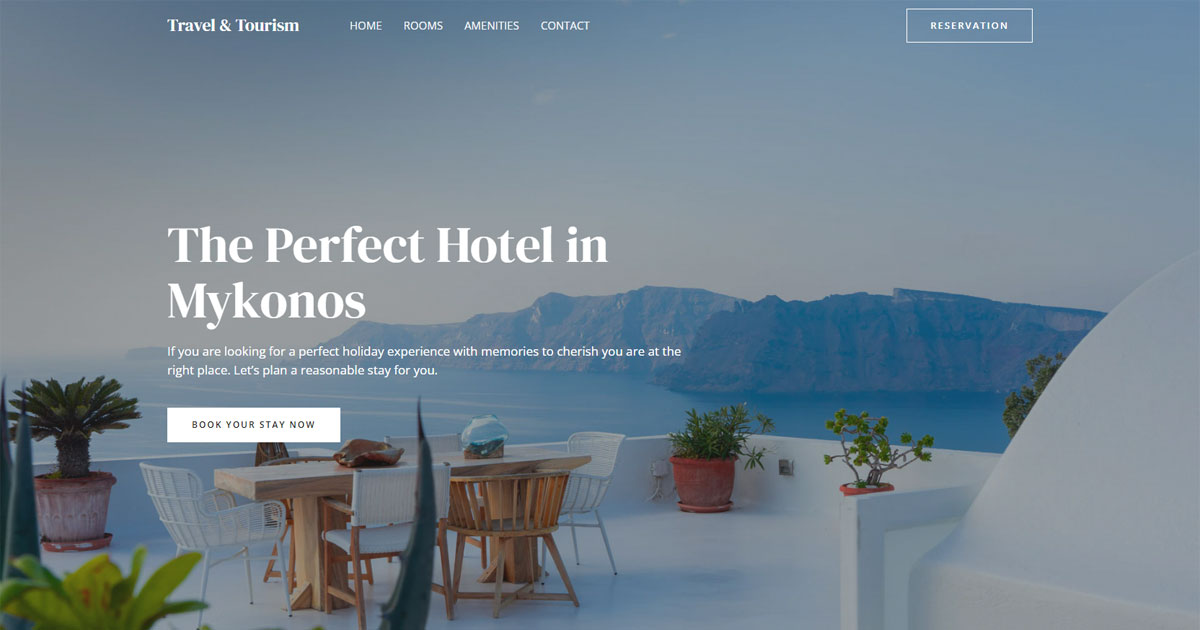 Travel & Tourism
HOME ROOMS AMENITIES CONTACT
RESERVATION
The Perfect Hotel in
Mykonos
If you are looking for a perfect holiday experience with memories to cherish you are at the
right place. Let's plan a reasonable stay for you.
BOOK YOUR STAY NOW